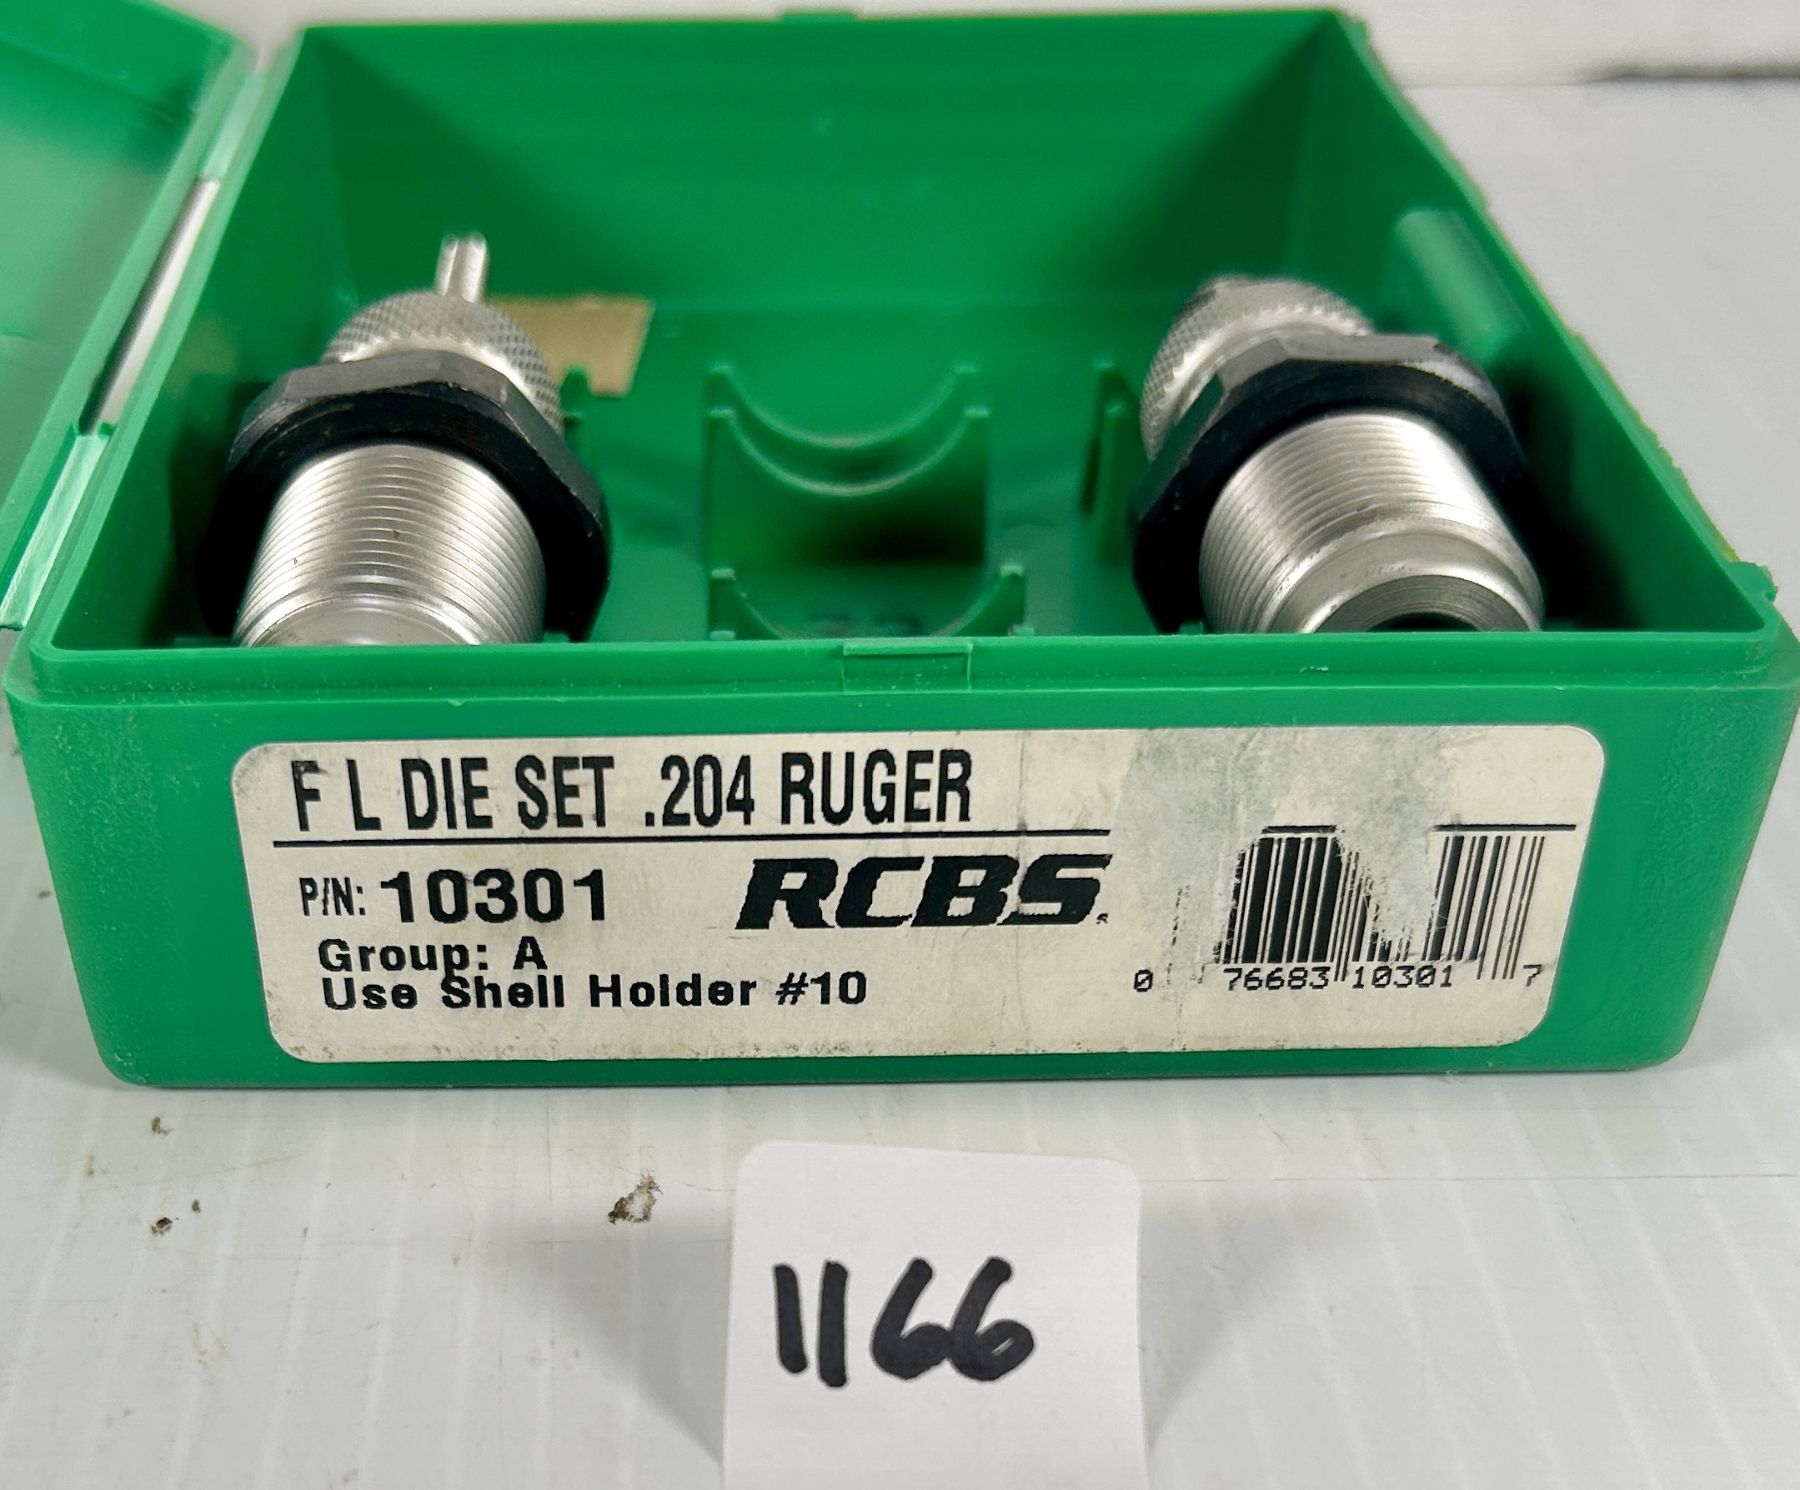 F L DIE SET .204 RUGER
P/N: 10301
RCBS
Group: A
Use Shell Holder #10
0 76683 10301 7
1166